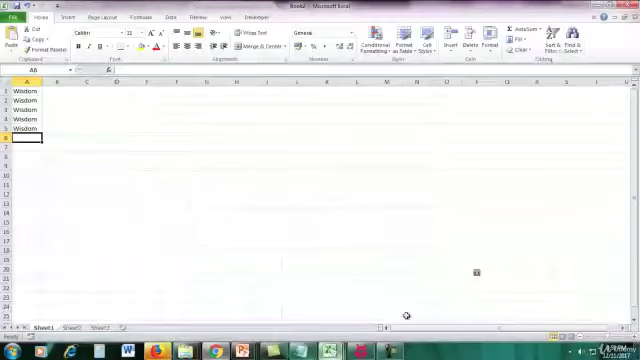 Book2 - Microsoft Excel
File Home Insert Page Layout Formulas Data Review View Developer
Cut
Copy
Format Painter
Paste
Calibri
Wrap Text
Merge & Center
General
Conditional Formatting
Format as Table
Cell Styles
Insert Delete Format
AutoSum
Fill
Clear
Sort & Filter
Find & Select
Clipboard Font Alignment Number Styles Cells Editing
A6
A B C D E F G H I J K L M N O P Q R S T U
1 Wisdom
2 Wisdom
3 Wisdom
4 Wisdom
5 Wisdom
6
7
8
9
10
11
12
13
14
15
16
17
18
19
20
21
22
23
24
25
Sheet1 Sheet2 Sheet3
Ready
12/11/2017